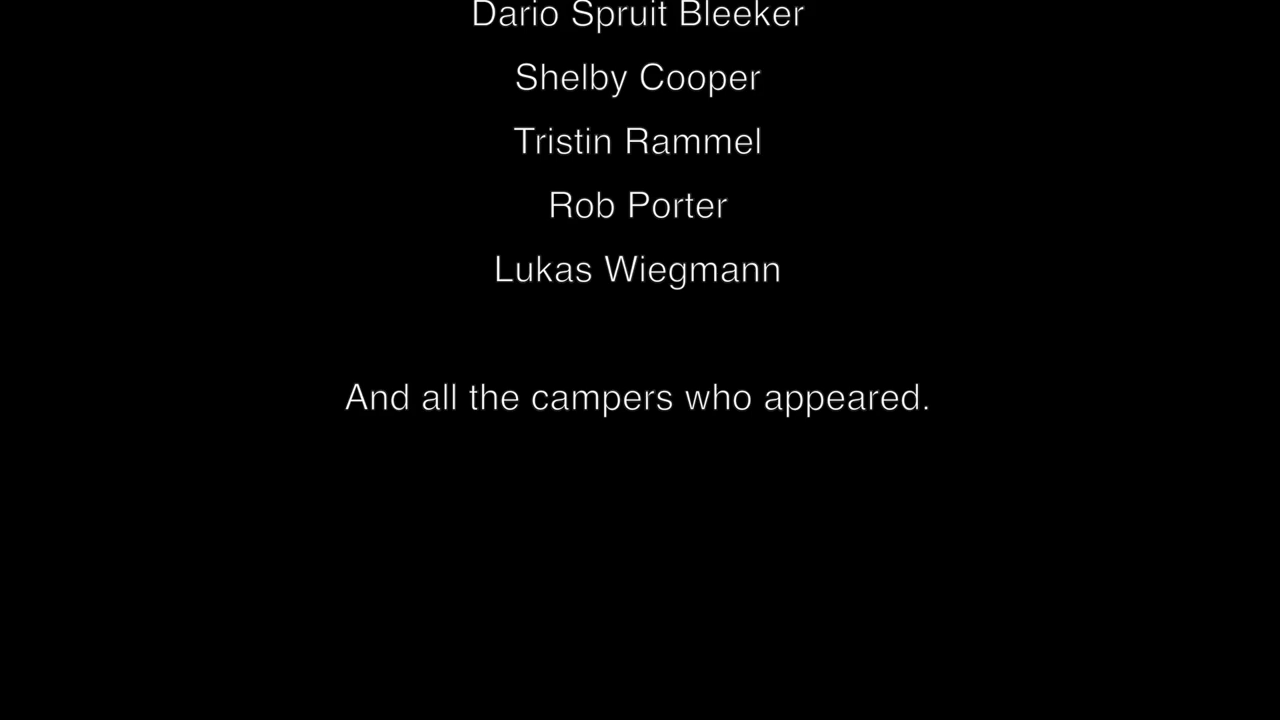 Dario Spruit Bleeker
Shelby Cooper
Tristin Rammel
Rob Porter
Lukas Wiegmann
And all the campers who appeared.